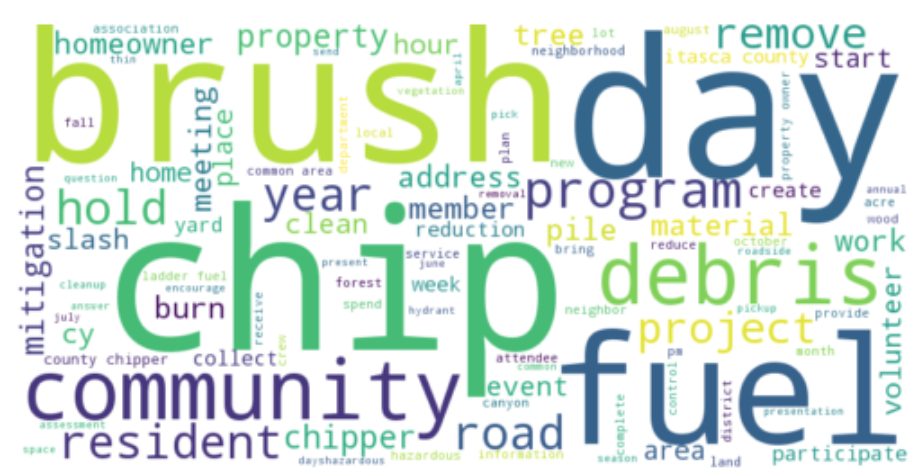 association
homeowner
thin
brush
day
chip
fuel
property
send
hour
april
vegetation
tree
lot
neighborhood
august
remove
itasca county
start
fall
meeting
place
department
local
pick
plan
new
property owner
question
home
common area
address
removal
program
create
annual
acre
wood
mitigation
hold
year
member
reduction
pile
material
bring
reduce
october
roadside
work
slash
yard
clean
service
june
debris
cleanup
ladder fuel
encourage
present
forest
week
hydrant
answer
july
burn
receive
spend
neighbor
pickup
provide
volunteer
cy
crew
project
county chipper
collect
attendee
common
pm
month
community
event
canyon
control
district
presentation
complete
assessment
resident
chipper
road
area
space
dayshazardous
hazardous
information
season
land
participate